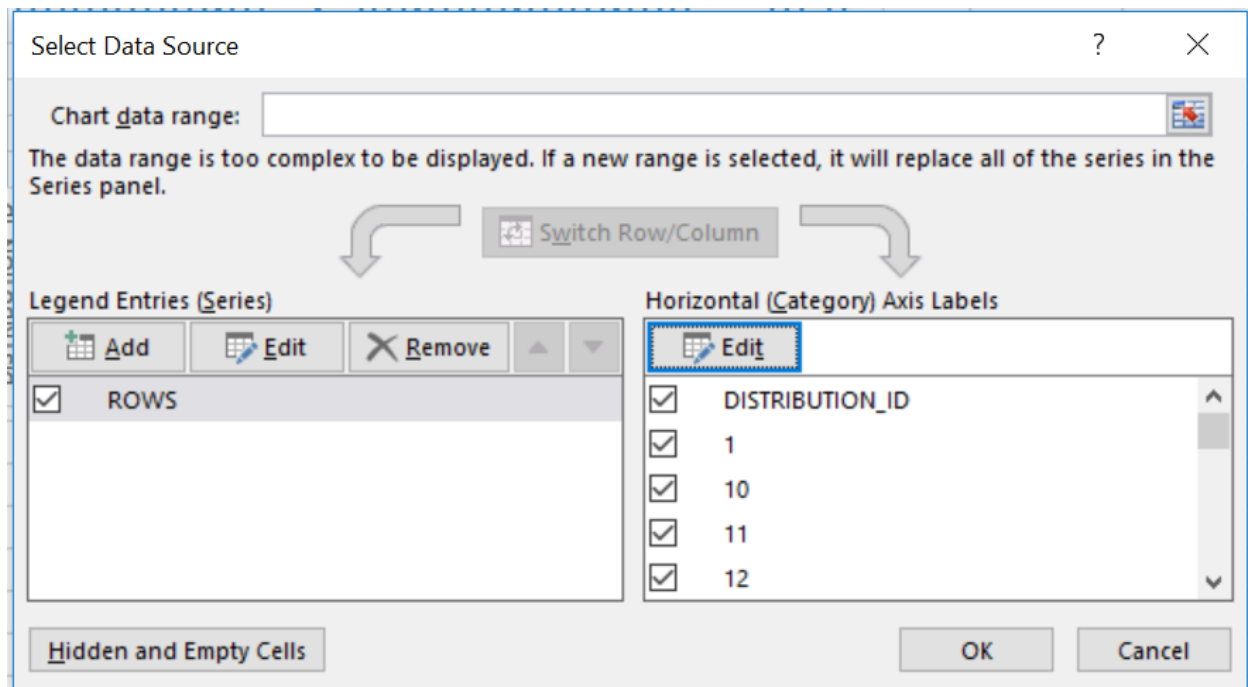 Select Data Source
?
Chart data range:
The data range is too complex to be displayed. If a new range is selected, it will replace all of the series in the
Series panel.
Switch Row/Column
Legend Entries (Series)
Horizontal (Category) Axis Labels
Add Edit Remove
Edit
ROWS
DISTRIBUTION_ID
1
10
11
12
Hidden and Empty Cells
OK
Cancel